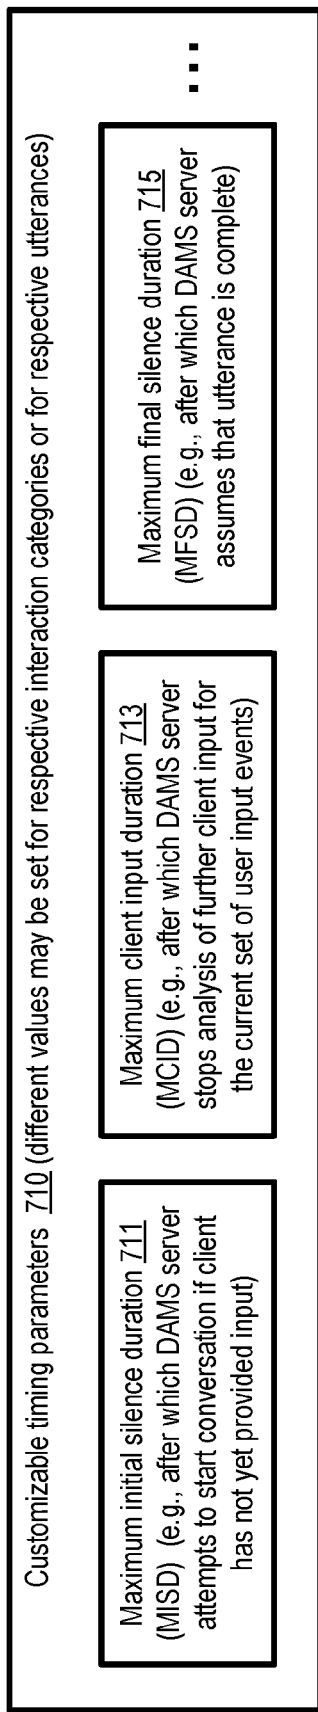 Customizable timing parameters 710 (different values may be set for respective interaction categories or for respective utterances)
Maximum initial silence duration 711
(MISD) (e.g., after which DAMS server
attempts to start conversation if client
has not yet provided input)
Maximum client input duration 713
(MCID) (e.g., after which DAMS server
stops analysis of further client input for
the current set of user input events)
Maximum final silence duration 715
(MFSD) (e.g., after which DAMS server
assumes that utterance is complete)
...